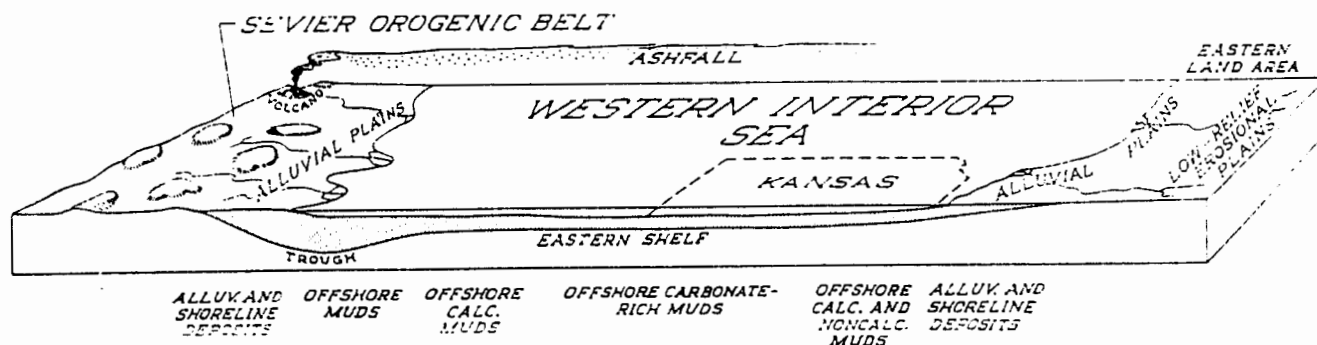 SEVIER OROGENIC BELT
ASHFALL
EASTERN
LAND AREA
VOLCANO
WESTERN INTERIOR
SEA
ALLUVIAL PLAINS
KANSAS
ALLUVIAL
PLAINS
LOW-RELIEF
EROSIONAL
PLAINS
EASTERN SHELF
TROUGH
ALLUV. AND
SHORELINE
DEPOSITS
OFFSHORE
MUDS
OFFSHORE
CALC.
MUDS
OFFSHORE CARBONATE-
RICH MUDS
OFFSHORE
CALC. AND
NONCALC.
MUDS
ALLUV. AND
SHORELINE
DEPOSITS